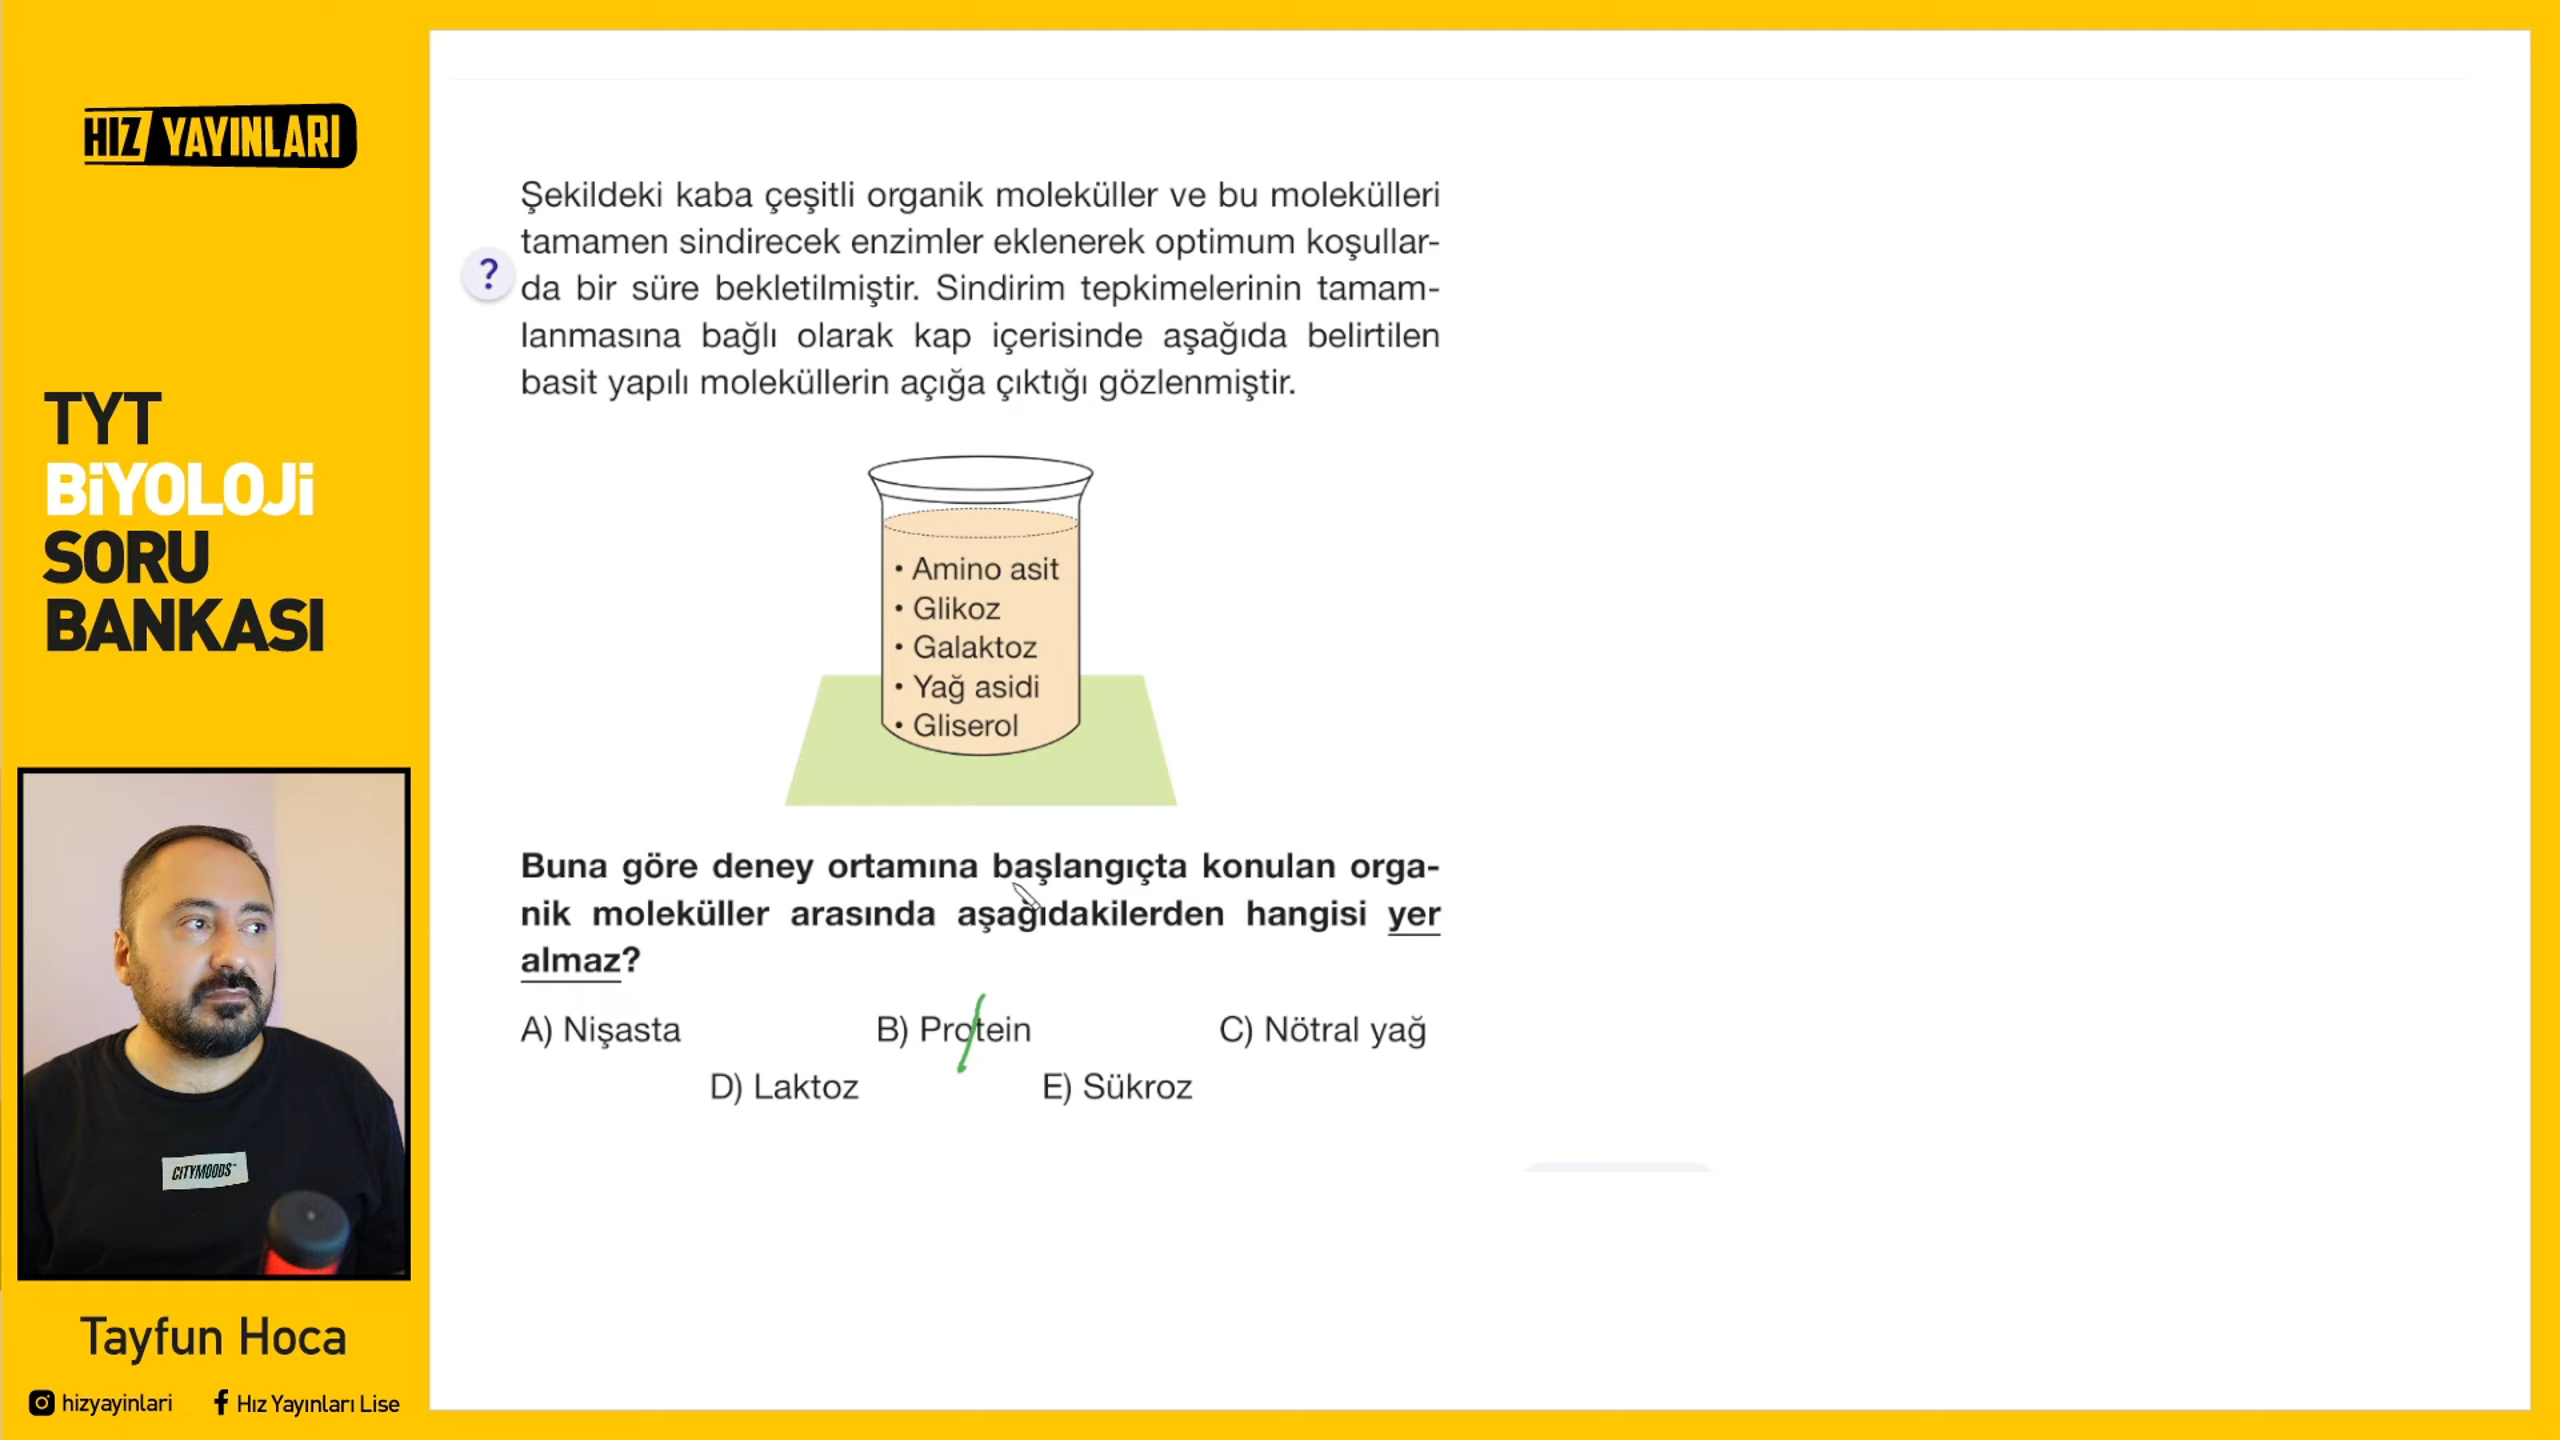 HIZ YAYINLARI
TYT
BiYOLOJi
SORU
BANKASI
CITYMOODS
Tayfun Hoca
hizyayinlari
Hız Yayınları Lise
?
Şekildeki kaba çeşitli organik moleküller ve bu molekülleri
tamamen sindirecek enzimler eklenerek optimum koşullar-
da bir süre bekletilmiştir. Sindirim tepkimelerinin tamam-
lanmasına bağlı olarak kap içerisinde aşağıda belirtilen
basit yapılı moleküllerin açığa çıktığı gözlenmiştir.
• Amino asit
• Glikoz
• Galaktoz
• Yağ asidi
• Gliserol
Buna göre deney ortamına başlangıçta konulan orga-
nik moleküller arasında aşağıdakilerden hangisi yer
almaz?
A) Nişasta B) Protein C) Nötral yağ
D) Laktoz E) Sükroz